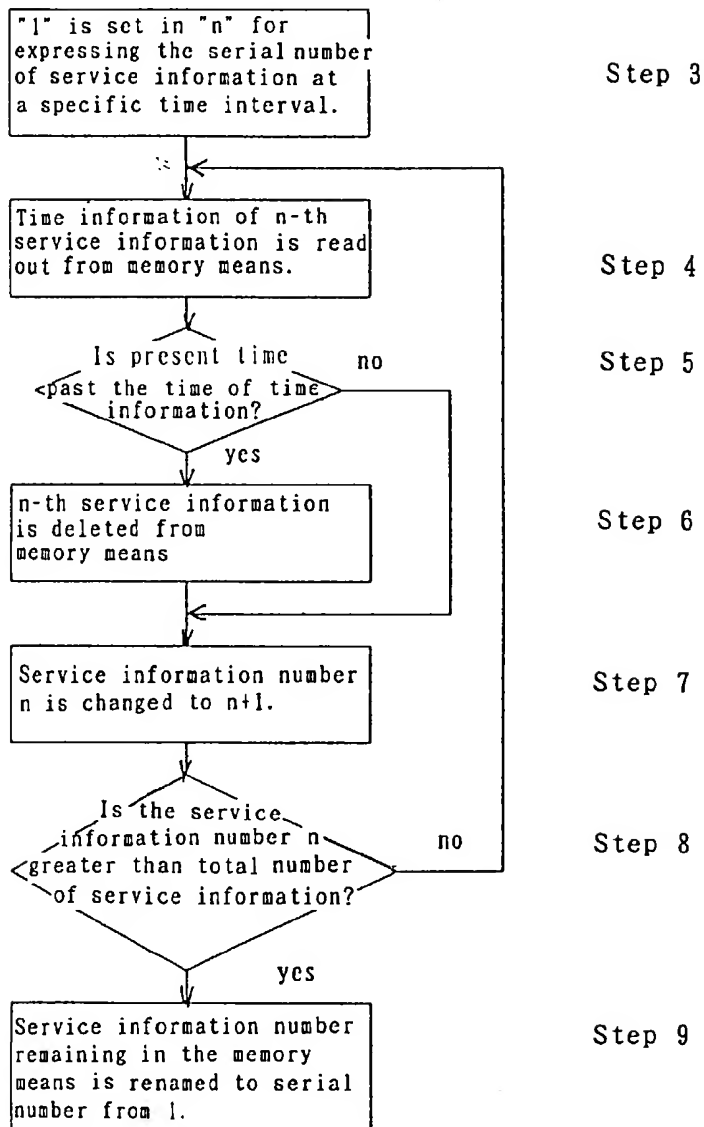 "1" is set in "n" for
expressing the serial number
of service information at
a specific time interval.
Step 3
Time information of n-th
service information is read
out from memory means.
Step 4
Is present time
past the time of time
information?
no
yes
Step 5
n-th service information
is deleted from
memory means
Step 6
Service information number
n is changed to n+1.
Step 7
Is the service
information number n
greater than total number
of service information?
no
yes
Step 8
Service information number
remaining in the memory
means is renamed to serial
number from 1.
Step 9